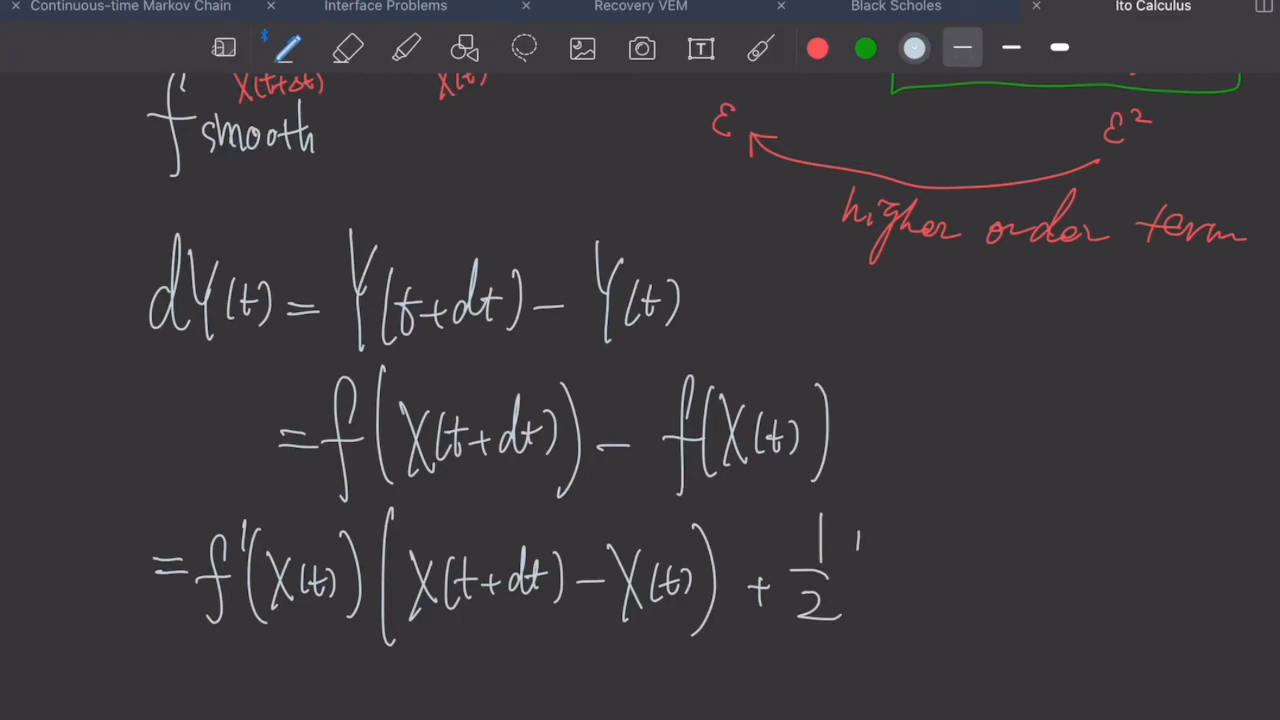 Continuous-time Markov Chain × Interface Problems × Recovery VEM × Black Scholes × Ito Calculus
X(t+Δt) X(t)
f smooth
ε ε²
higher order term
dY(t) = Y(t+dt) − Y(t)
= f(X(t+dt)) − f(X(t))
= f'(X(t)) (X(t+dt) − X(t)) + 1/2